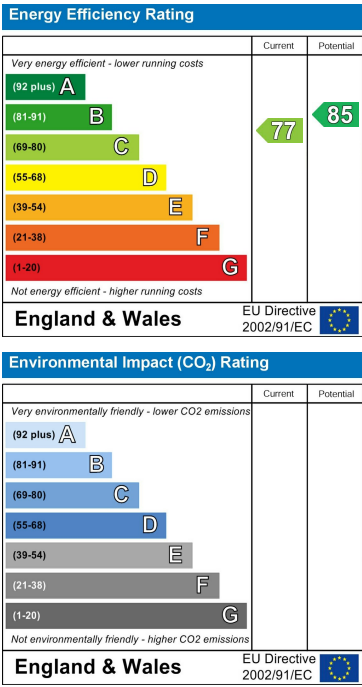 Energy Efficiency Rating
Current Potential
Very energy efficient - lower running costs
(92 plus) A
(81-91) B
(69-80) C
(55-68) D
(39-54) E
(21-38) F
(1-20) G
77
85
Not energy efficient - higher running costs
England & Wales
EU Directive
2002/91/EC
Environmental Impact (CO₂) Rating
Current Potential
Very environmentally friendly - lower CO2 emissions
(92 plus) A
(81-91) B
(69-80) C
(55-68) D
(39-54) E
(21-38) F
(1-20) G
Not environmentally friendly - higher CO2 emissions
England & Wales
EU Directive
2002/91/EC